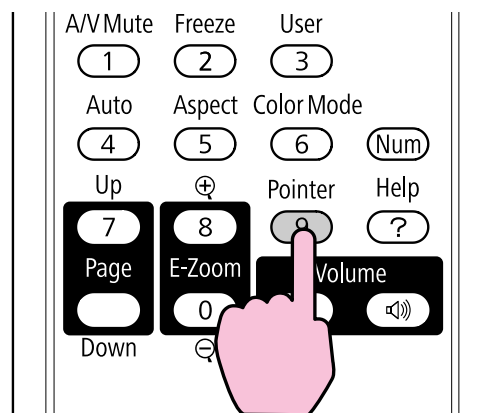 A/V Mute Freeze User
1 2 3
Auto Aspect Color Mode
4 5 6 Num
Up Pointer Help
7 8 9 ?
Page E-Zoom Volume
0
Down